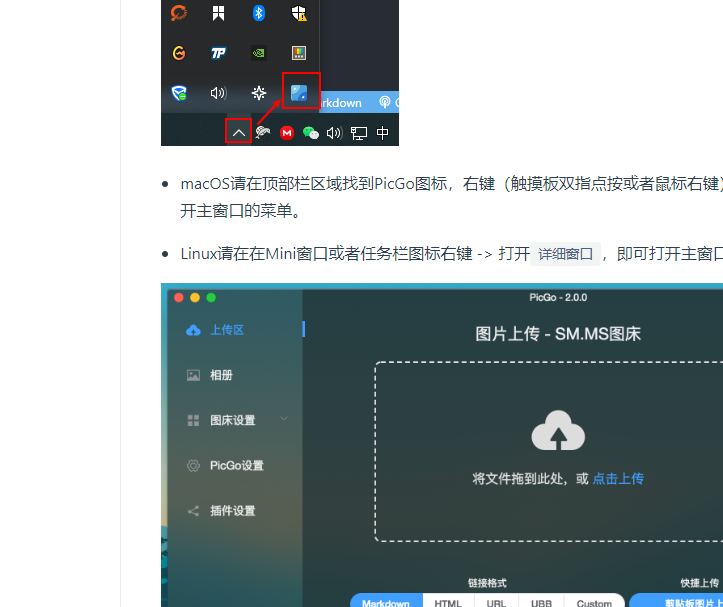 TP
rkdown
中
macOS请在顶部栏区域找到PicGo图标，右键（触摸板双指点按或者鼠标右键）
开主窗口的菜单。
Linux请在在Mini窗口或者任务栏图标右键 -> 打开 详细窗口 ，即可打开主窗口
PicGo - 2.0.0
上传区
图片上传 - SM.MS图床
相册
图床设置
PicGo设置
插件设置
将文件拖到此处，或 点击上传
链接格式 快捷上传
Markdown HTML URL UBB Custom 剪贴板图片上